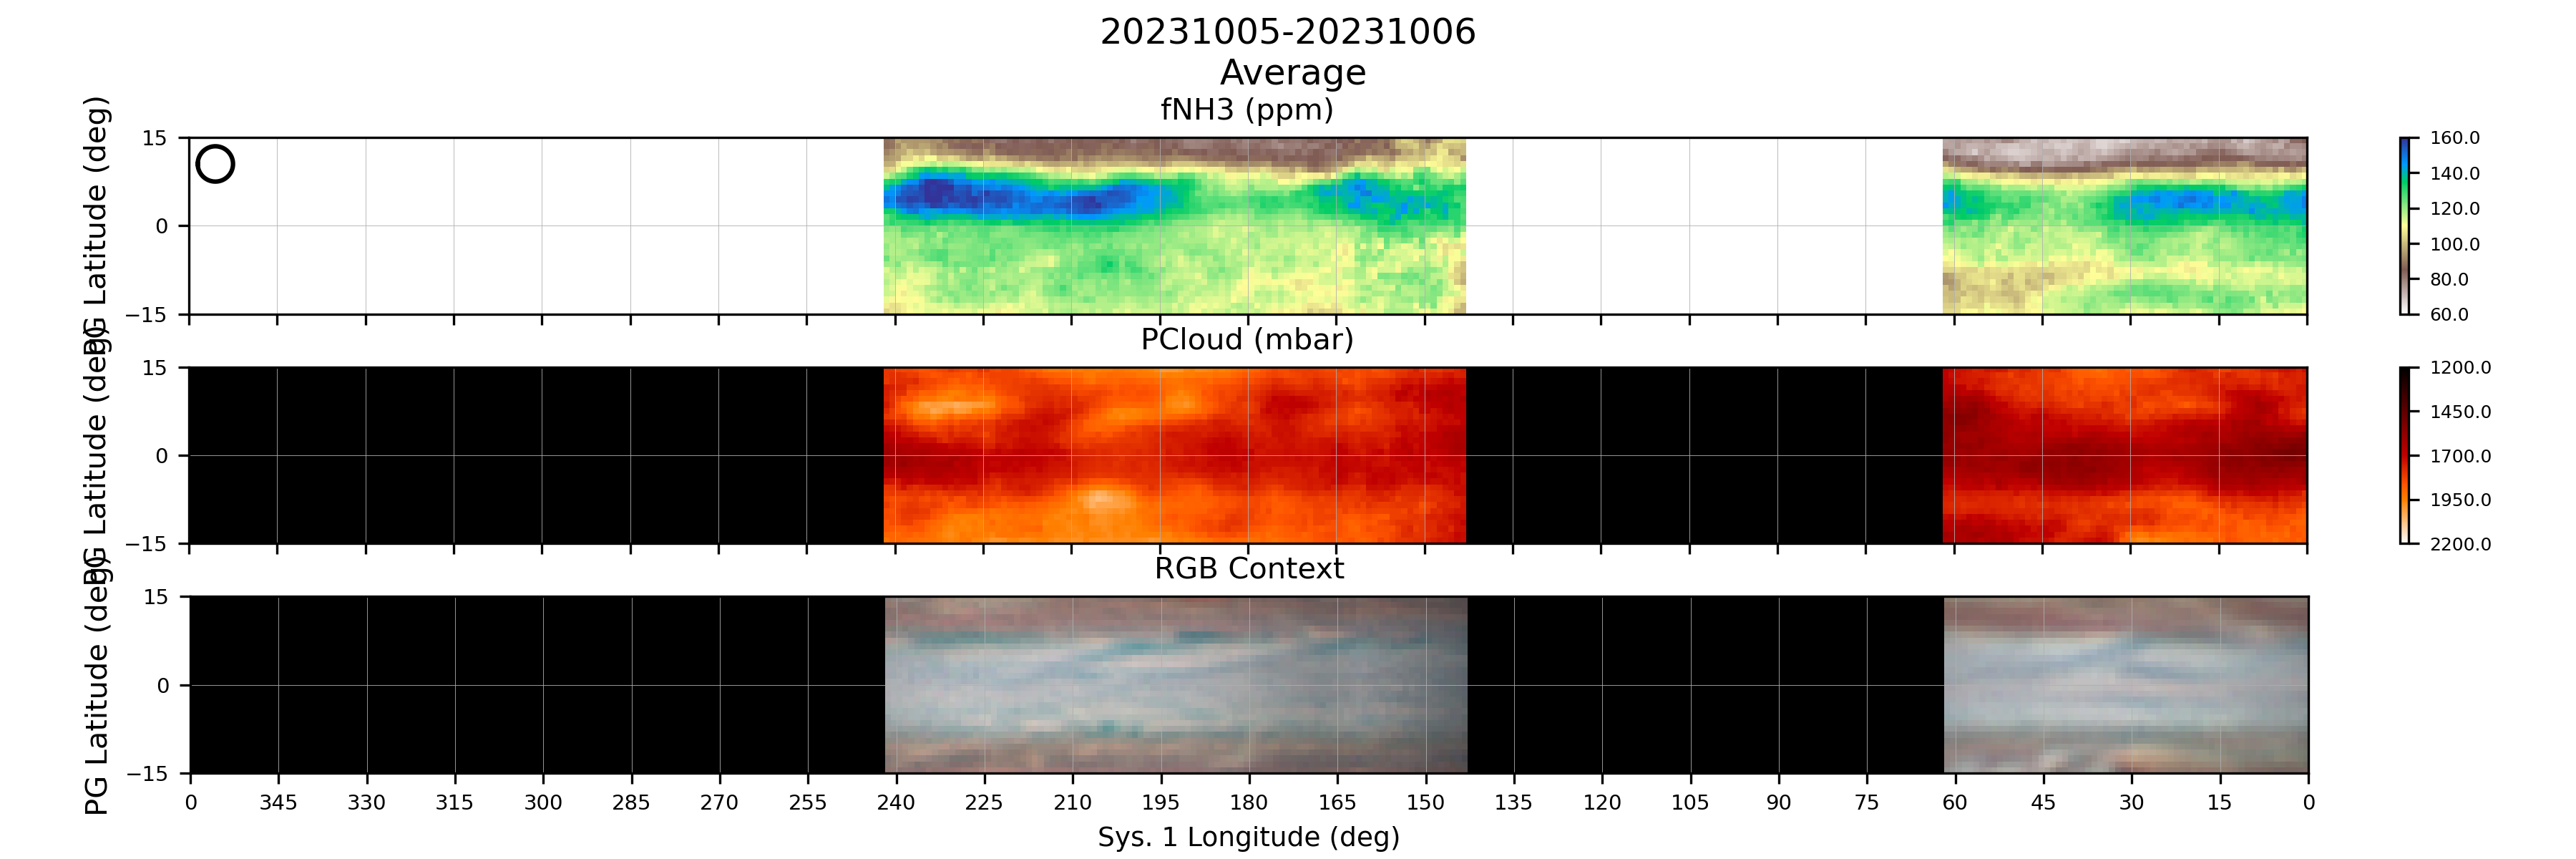 20231005-20231006
Average
fNH3 (ppm)
PG Latitude (deg)
15
0
−15
160.0
140.0
120.0
100.0
80.0
60.0
PCloud (mbar)
PG Latitude (deg)
15
0
−15
1200.0
1450.0
1700.0
1950.0
2200.0
RGB Context
PG Latitude (deg)
15
0
−15
0 345 330 315 300 285 270 255 240 225 210 195 180 165 150 135 120 105 90 75 60 45 30 15 0
Sys. 1 Longitude (deg)